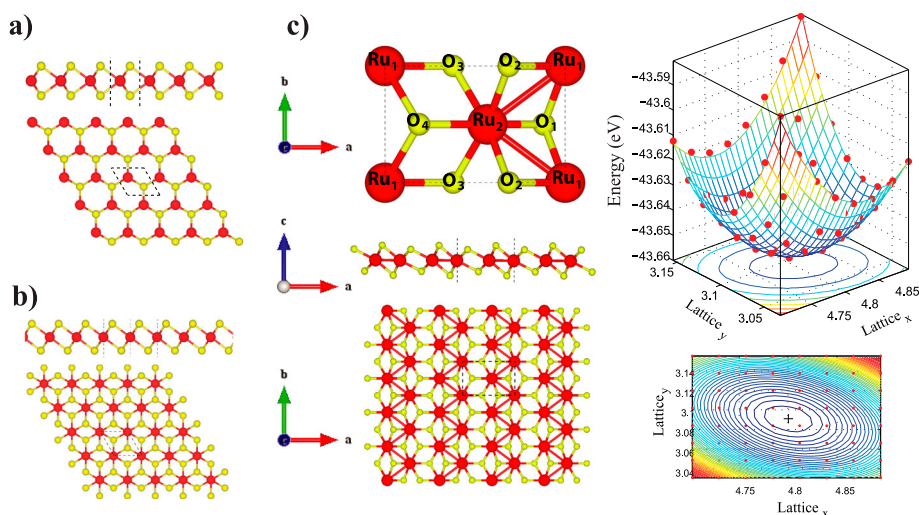 a)
b)
c)
b
a
c
a
b
a
Ru1
O3
O2
Ru1
O4
Ru2
O1
Ru1
O3
O2
Ru1
Energy (eV)
−43.59
−43.6
−43.61
−43.62
−43.63
−43.64
−43.65
−43.66
3.15
3.1
3.05
Lattice y
4.75
4.8
4.85
Lattice x
Lattice y
3.14
3.12
3.1
3.08
3.06
3.04
4.75
4.8
4.85
Lattice x